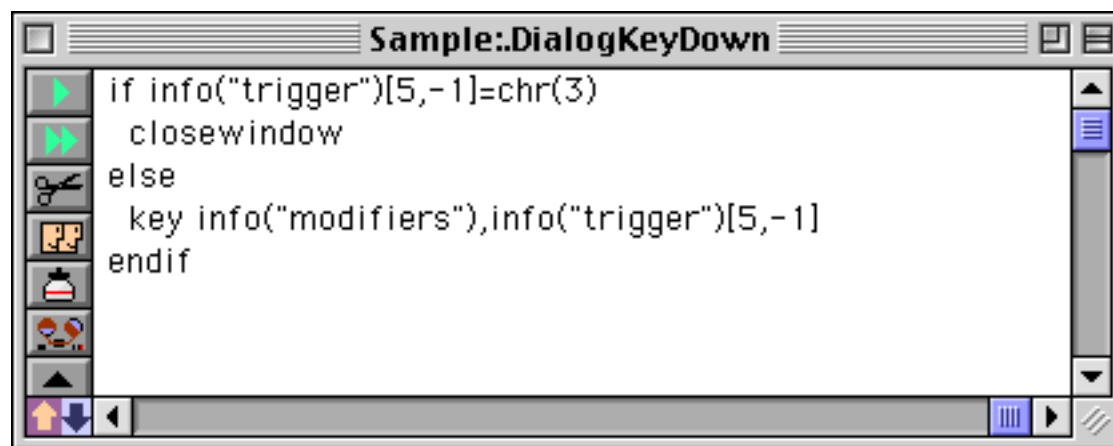 Sample:.DialogKeyDown
if info("trigger")[5,-1]=chr(3)
closewindow
else
key info("modifiers"),info("trigger")[5,-1]
endif